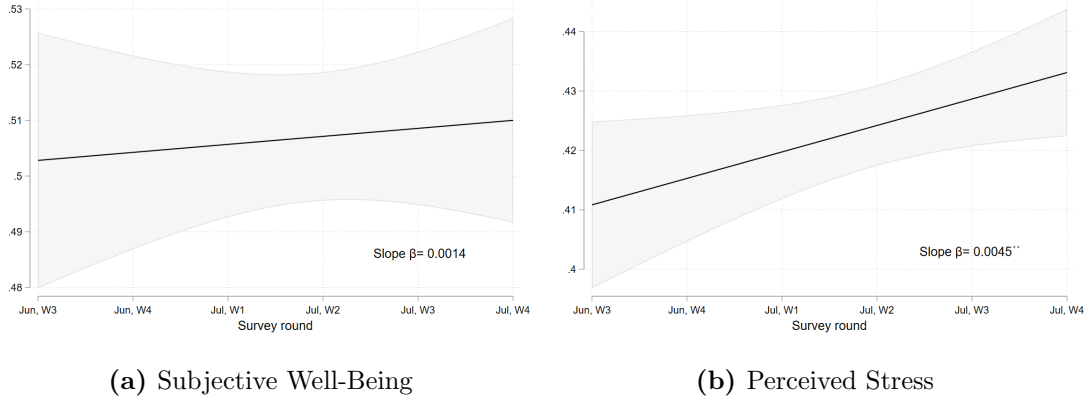 .53
.52
.51
.5
.49
.48
Slope β= 0.0014
Jun, W3 Jun, W4 Jul, W1 Jul, W2 Jul, W3 Jul, W4
Survey round
(a) Subjective Well-Being
.44
.43
.42
.41
.4
Slope β= 0.0045**
Jun, W3 Jun, W4 Jul, W1 Jul, W2 Jul, W3 Jul, W4
Survey round
(b) Perceived Stress